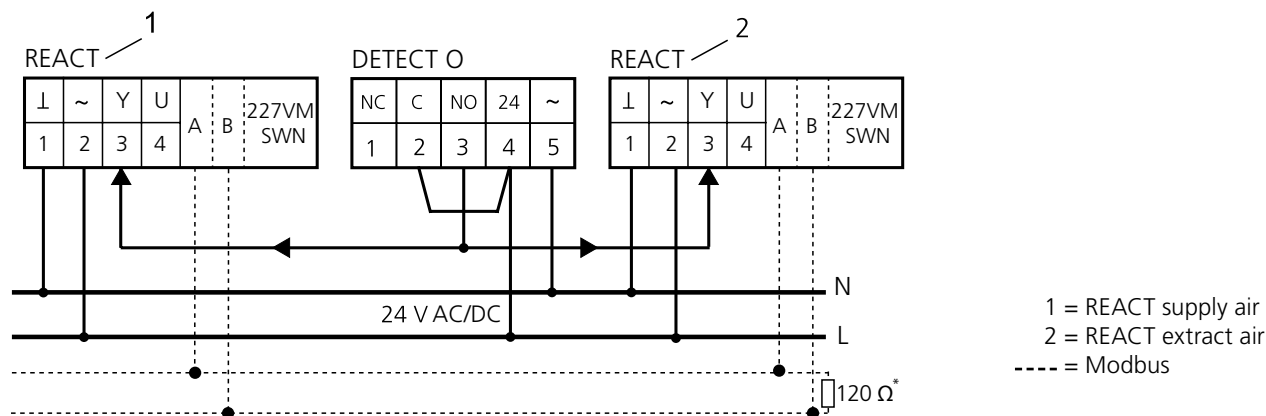 1
2
REACT
DETECT O
REACT
⊥ ~ Y U A B 227VM SWN
1 2 3 4
NC C NO 24 ~
1 2 3 4 5
⊥ ~ Y U A B 227VM SWN
1 2 3 4
N
24 V AC/DC
L
120 Ω*
1 = REACT supply air
2 = REACT extract air
---- = Modbus